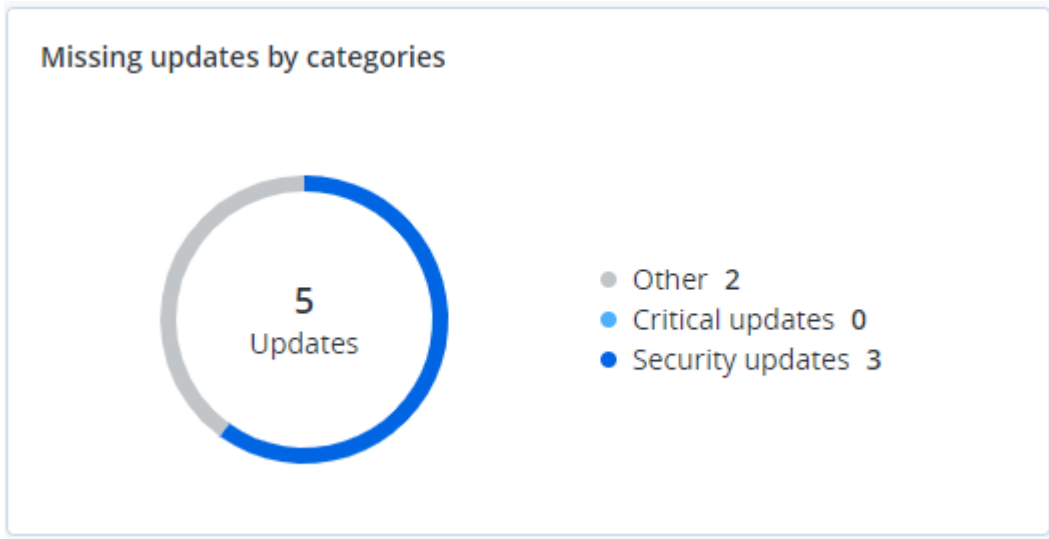 Missing updates by categories
5
Updates
Other 2
Critical updates 0
Security updates 3